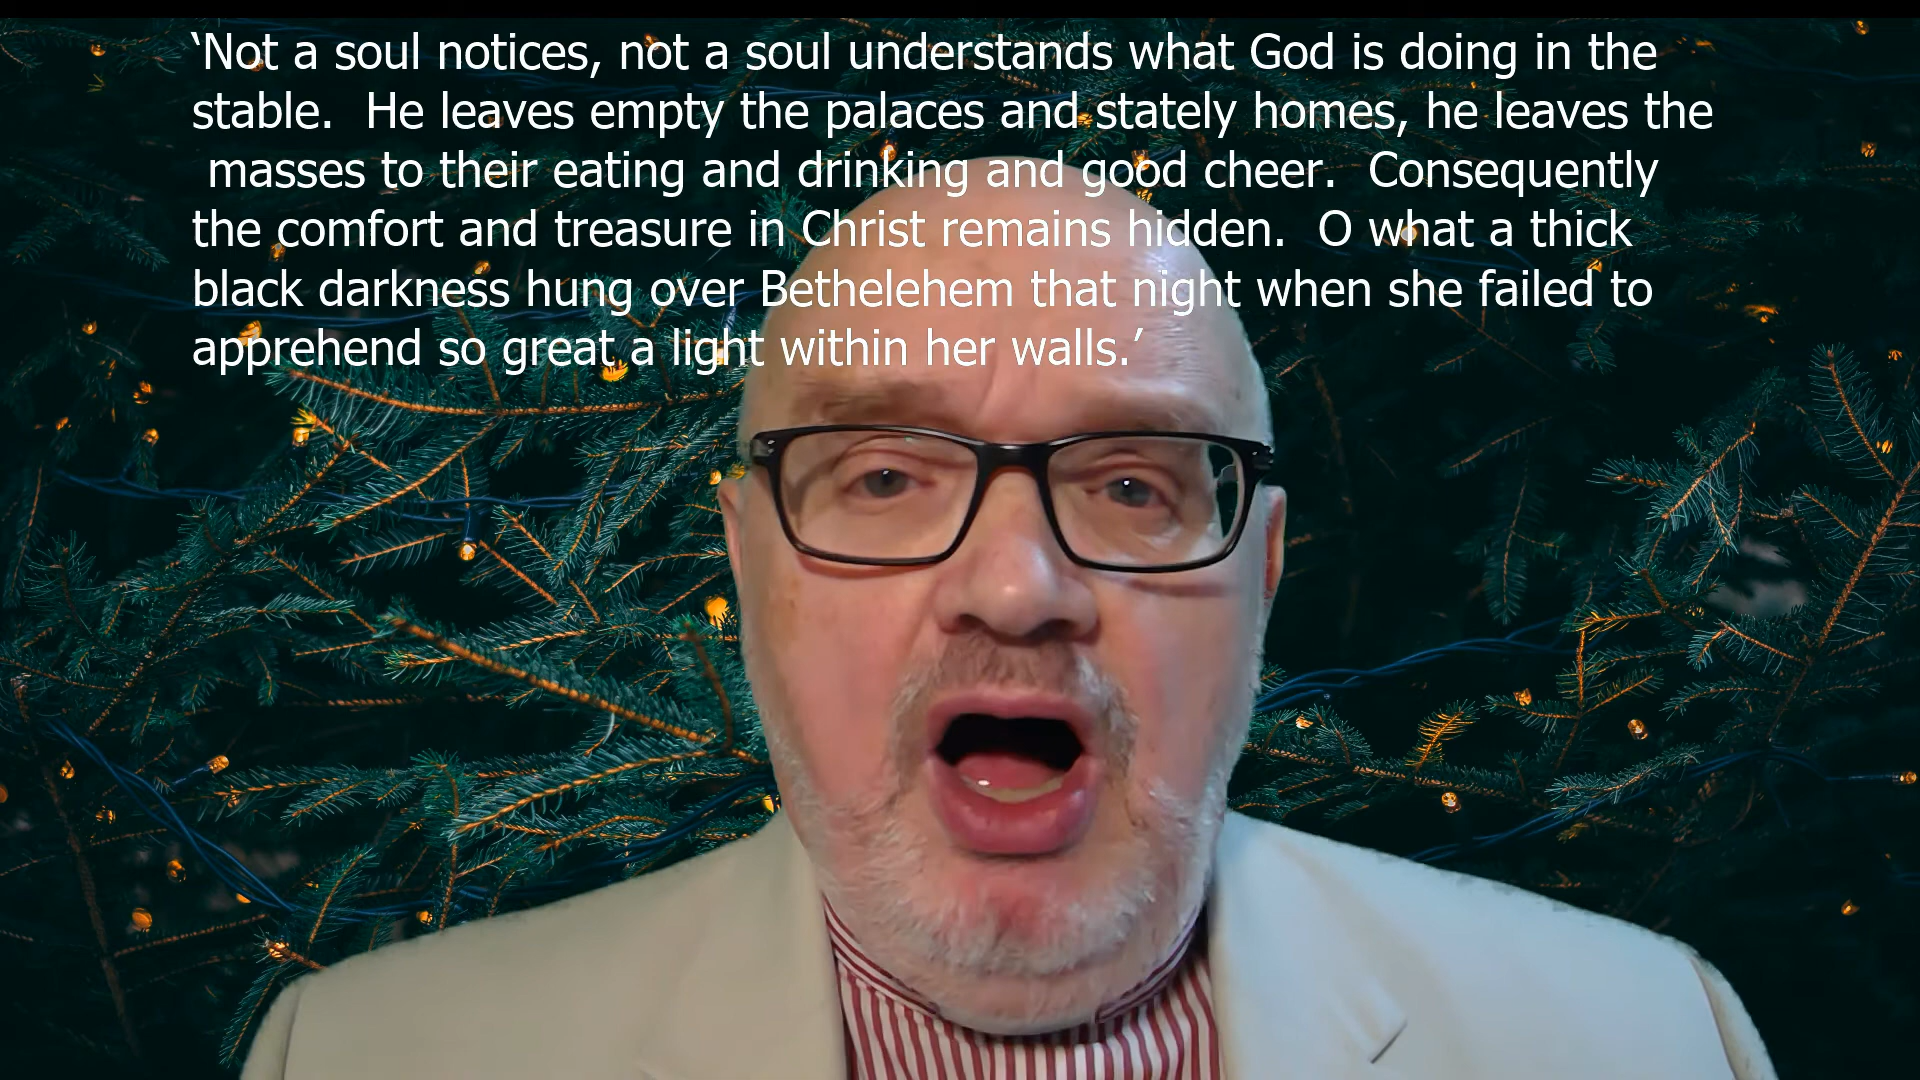 ‘Not a soul notices, not a soul understands what God is doing in the
stable.  He leaves empty the palaces and stately homes, he leaves the
masses to their eating and drinking and good cheer.  Consequently
the comfort and treasure in Christ remains hidden.  O what a thick
black darkness hung over Bethelehem that night when she failed to
apprehend so great a light within her walls.’